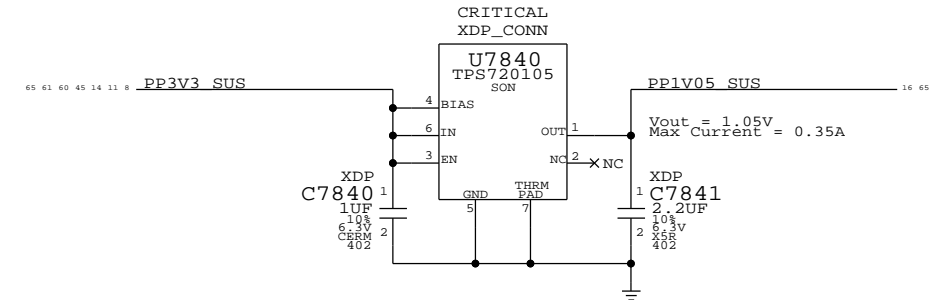 CRITICAL
XDP_CONN
U7840
TPS720105
SON
65 61 60 45 14 11 8 PP3V3_SUS
PP1V05_SUS 16 65
4 BIAS
6 IN
3 EN
OUT 1
NC 2 NC
GND
5
THRM
PAD
7
Vout = 1.05V
Max Current = 0.35A
XDP
C7840 1
1UF
10%
6.3V
CERM 2
402
XDP
1 C7841
2.2UF
10%
6.3V
2 X5R
402